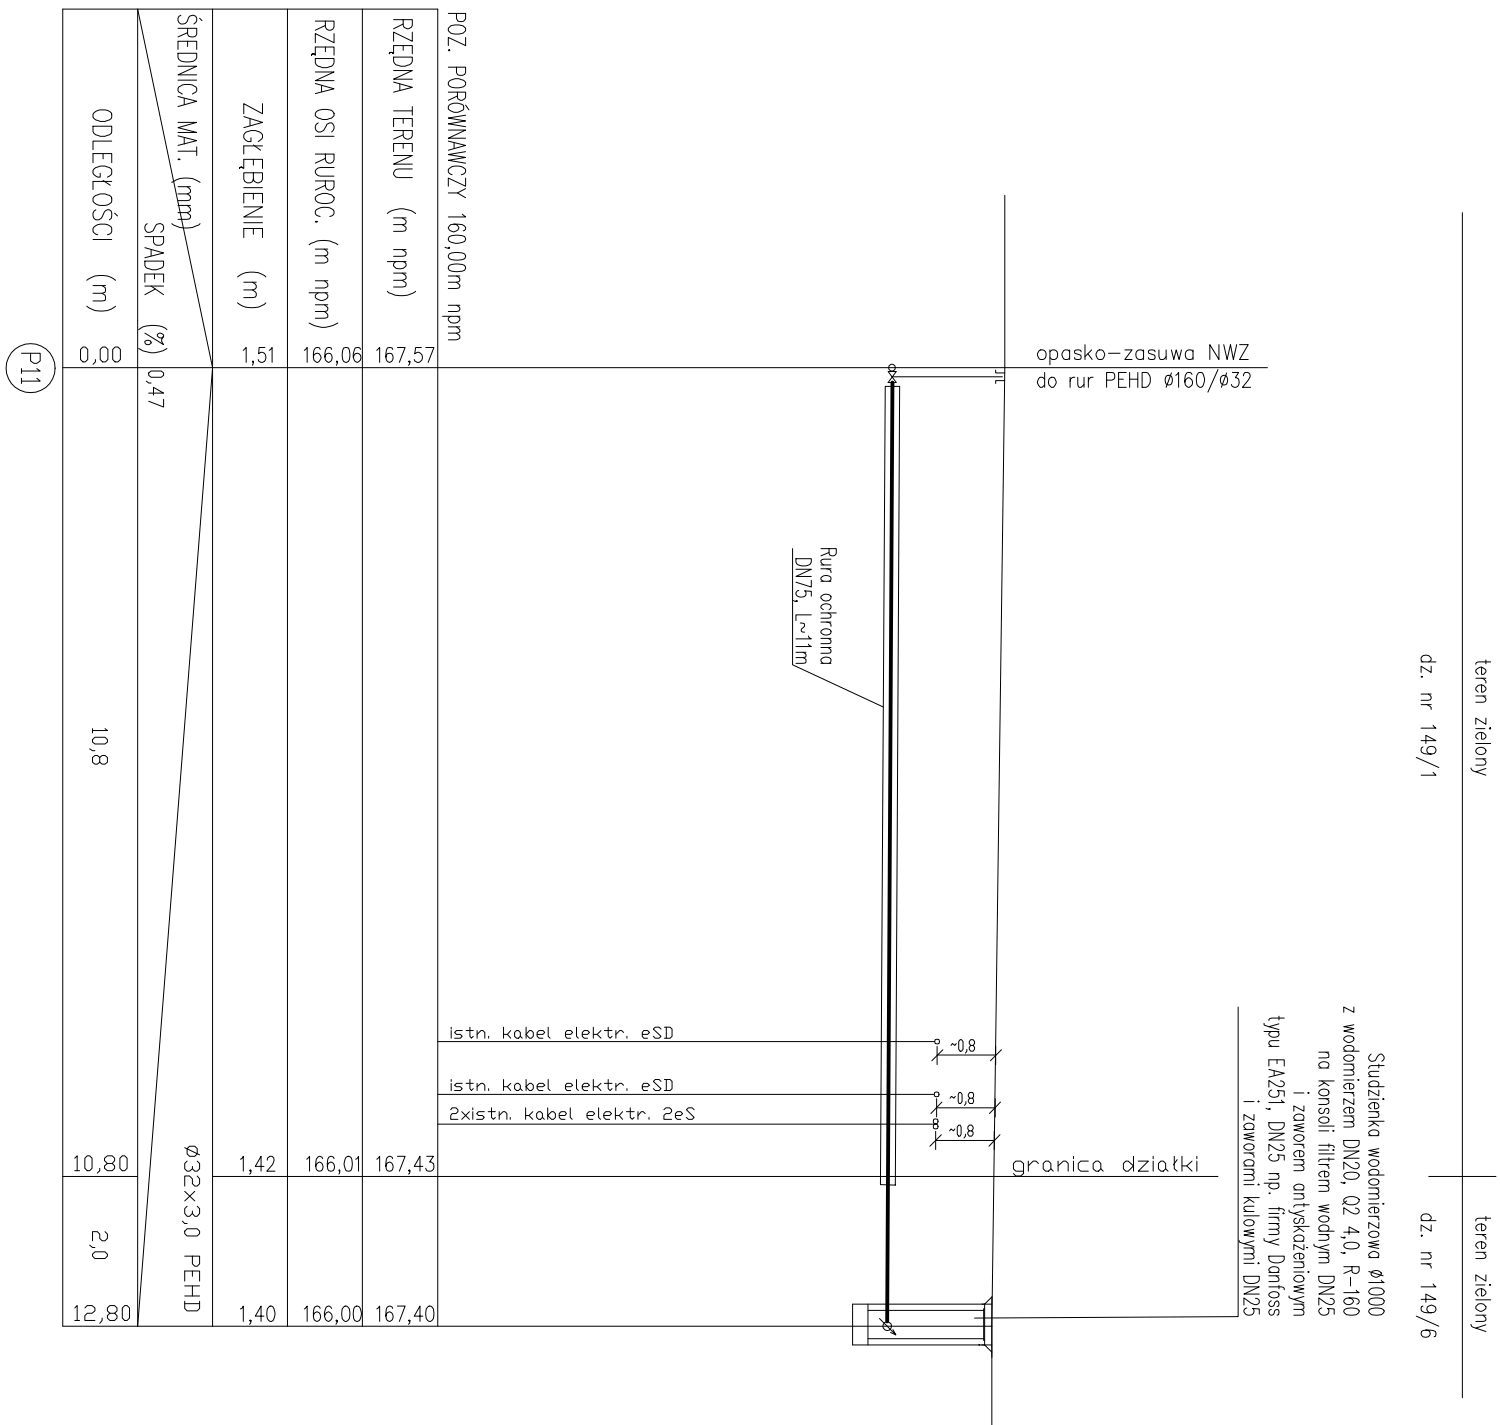 teren zielony
teren zielony
dz. nr 149/1
dz. nr 149/6
Studzienka wodomierzowa ø1000
z wodomierzem DN20, Q2 4,0, R-160
na konsoli filtrem wodnym DN25
i zaworem antyskażeniowym
typu EA251, DN25 np. firmy Danfoss
i zaworami kulowymi DN25
opasko-zasuwa NWZ
do rur PEHD ø160/ø32
granica działki
~0,8
~0,8
~0,8
Rura ochronna
DN75, L~11m
istn. kabel elektr. eSD
istn. kabel elektr. eSD
2xistn. kabel elektr. 2eS
POZ. PORÓWNAWCZY 160,00m npm
RZĘDNA TERENU (m npm)
167,57
167,43
167,40
RZĘDNA OSI RUROC. (m npm)
166,06
166,01
166,00
ZAGŁĘBIENIE (m)
1,51
1,42
1,40
ŚREDNICA MAT. (mm)
ø32x3,0 PEHD
SPADEK (%)
0,47
ODLEGŁOŚCI (m)
0,00
10,8
10,80
2,0
12,80
P11